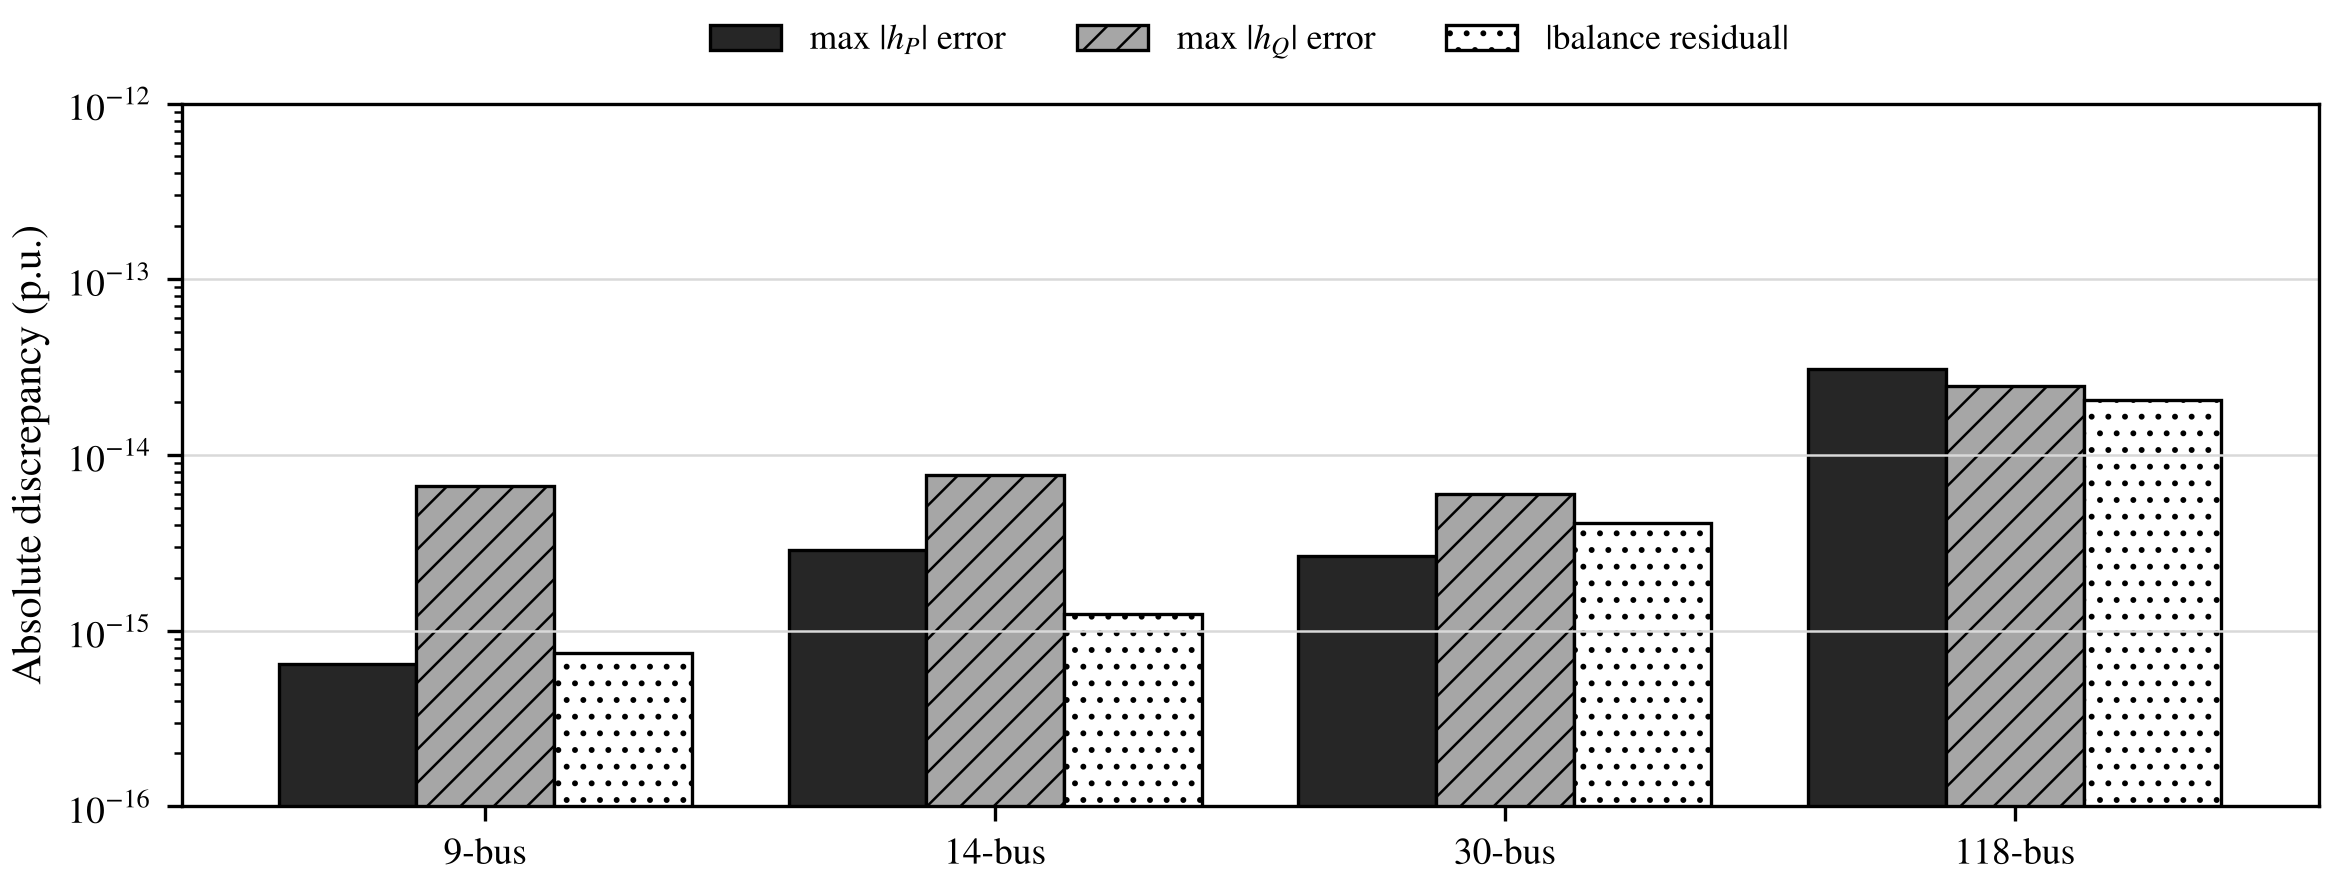 max |h_P| error max |h_Q| error |balance residual|
Absolute discrepancy (p.u.)
10⁻¹²
10⁻¹³
10⁻¹⁴
10⁻¹⁵
10⁻¹⁶
9-bus 14-bus 30-bus 118-bus